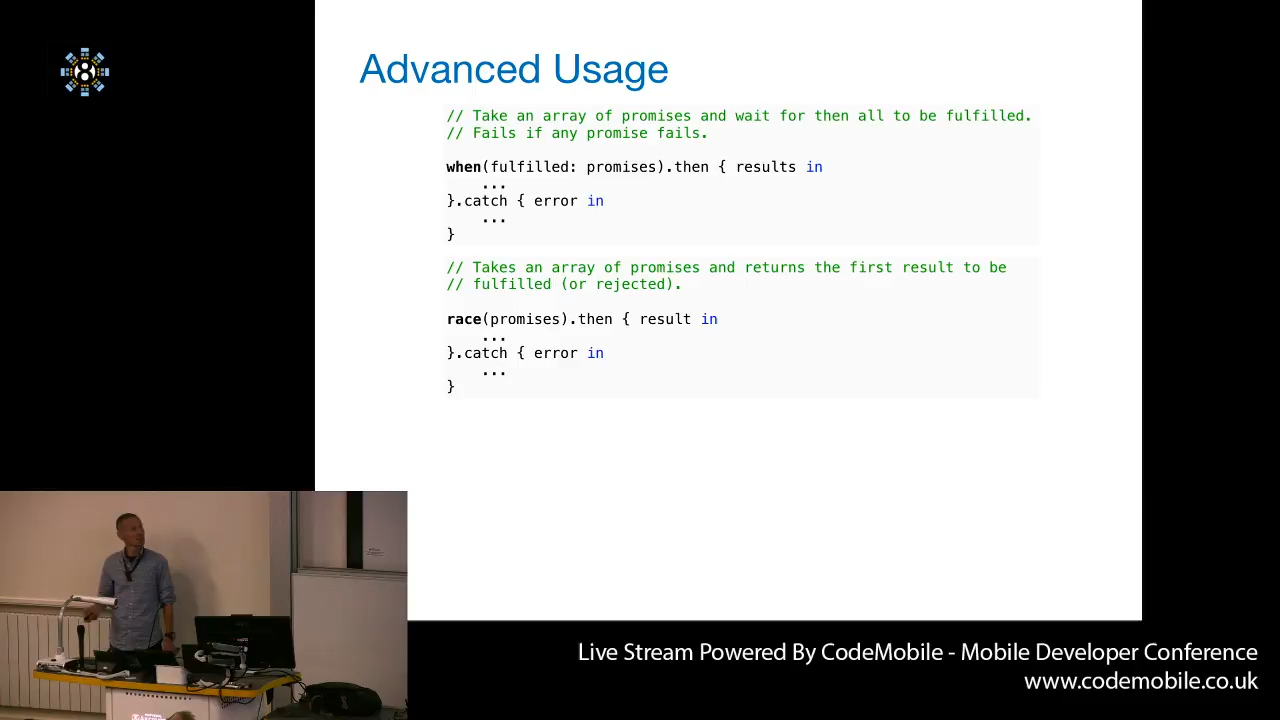 8
Advanced Usage
// Take an array of promises and wait for then all to be fulfilled.
// Fails if any promise fails.
when(fulfilled: promises).then { results in
...
}.catch { error in
...
}
// Takes an array of promises and returns the first result to be
// fulfilled (or rejected).
race(promises).then { result in
...
}.catch { error in
...
}
Live Stream Powered By CodeMobile - Mobile Developer Conference
www.codemobile.co.uk